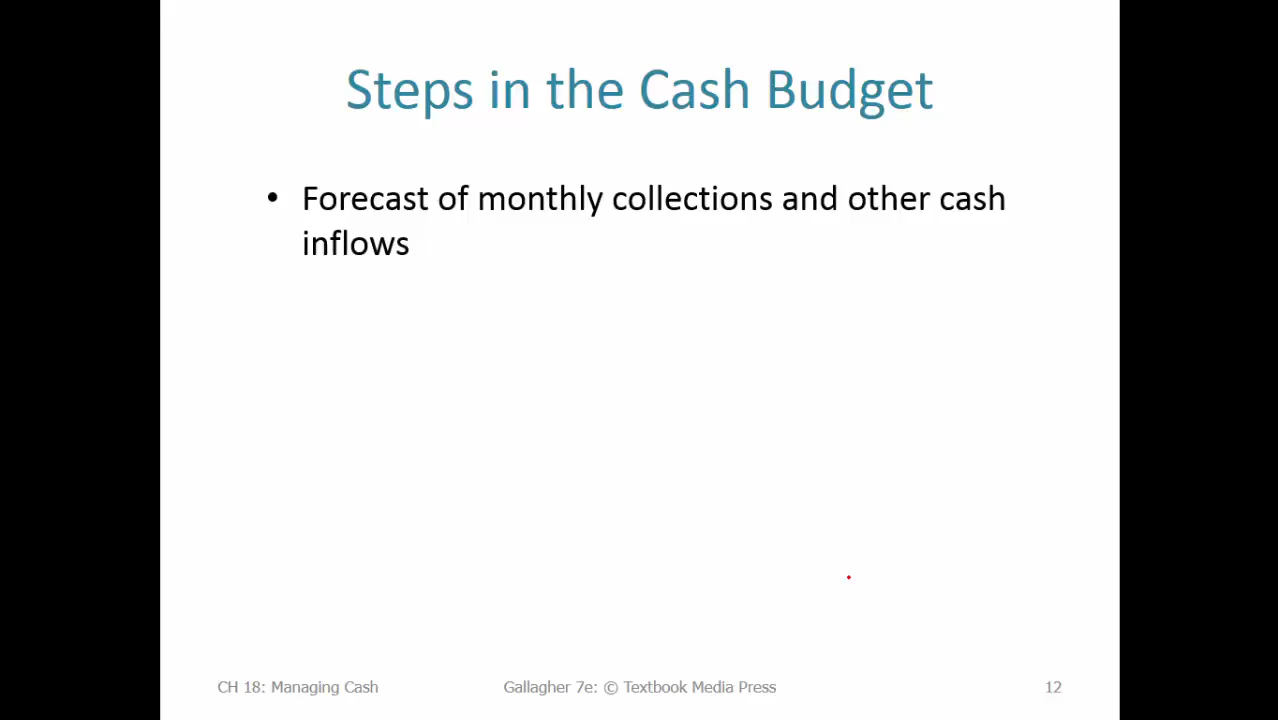 Steps in the Cash Budget
• Forecast of monthly collections and other cash
inflows
CH 18: Managing Cash
Gallagher 7e: © Textbook Media Press
12